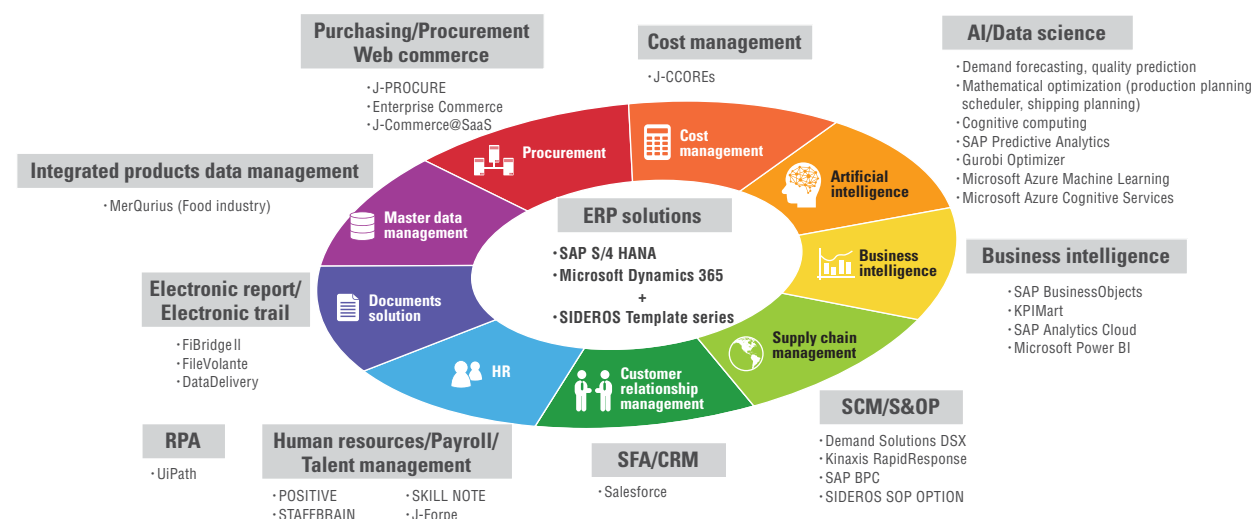 Purchasing/Procurement
Web commerce
・J-PROCURE
・Enterprise Commerce
・J-Commerce@SaaS
Cost management
・J-CCOREs
AI/Data science
・Demand forecasting, quality prediction
・Mathematical optimization (production planning
scheduler, shipping planning)
・Cognitive computing
・SAP Predictive Analytics
・Gurobi Optimizer
・Microsoft Azure Machine Learning
・Microsoft Azure Cognitive Services
Integrated products data management
・MerQurius (Food industry)
Procurement
Cost
management
Artificial
intelligence
Master data
management
ERP solutions
・SAP S/4 HANA
・Microsoft Dynamics 365
+
・SIDEROS Template series
Business
intelligence
Business intelligence
・SAP BusinessObjects
・KPIMart
・SAP Analytics Cloud
・Microsoft Power BI
Electronic report/
Electronic trail
・FiBridgeⅡ
・FileVolante
・DataDelivery
Documents
solution
Supply chain
management
HR
Customer
relationship
management
SCM/S&OP
・Demand Solutions DSX
・Kinaxis RapidResponse
・SAP BPC
・SIDEROS SOP OPTION
RPA
・UiPath
Human resources/Payroll/
Talent management
・POSITIVE
・STAFFBRAIN
・SKILL NOTE
・J-Forpe
SFA/CRM
・Salesforce